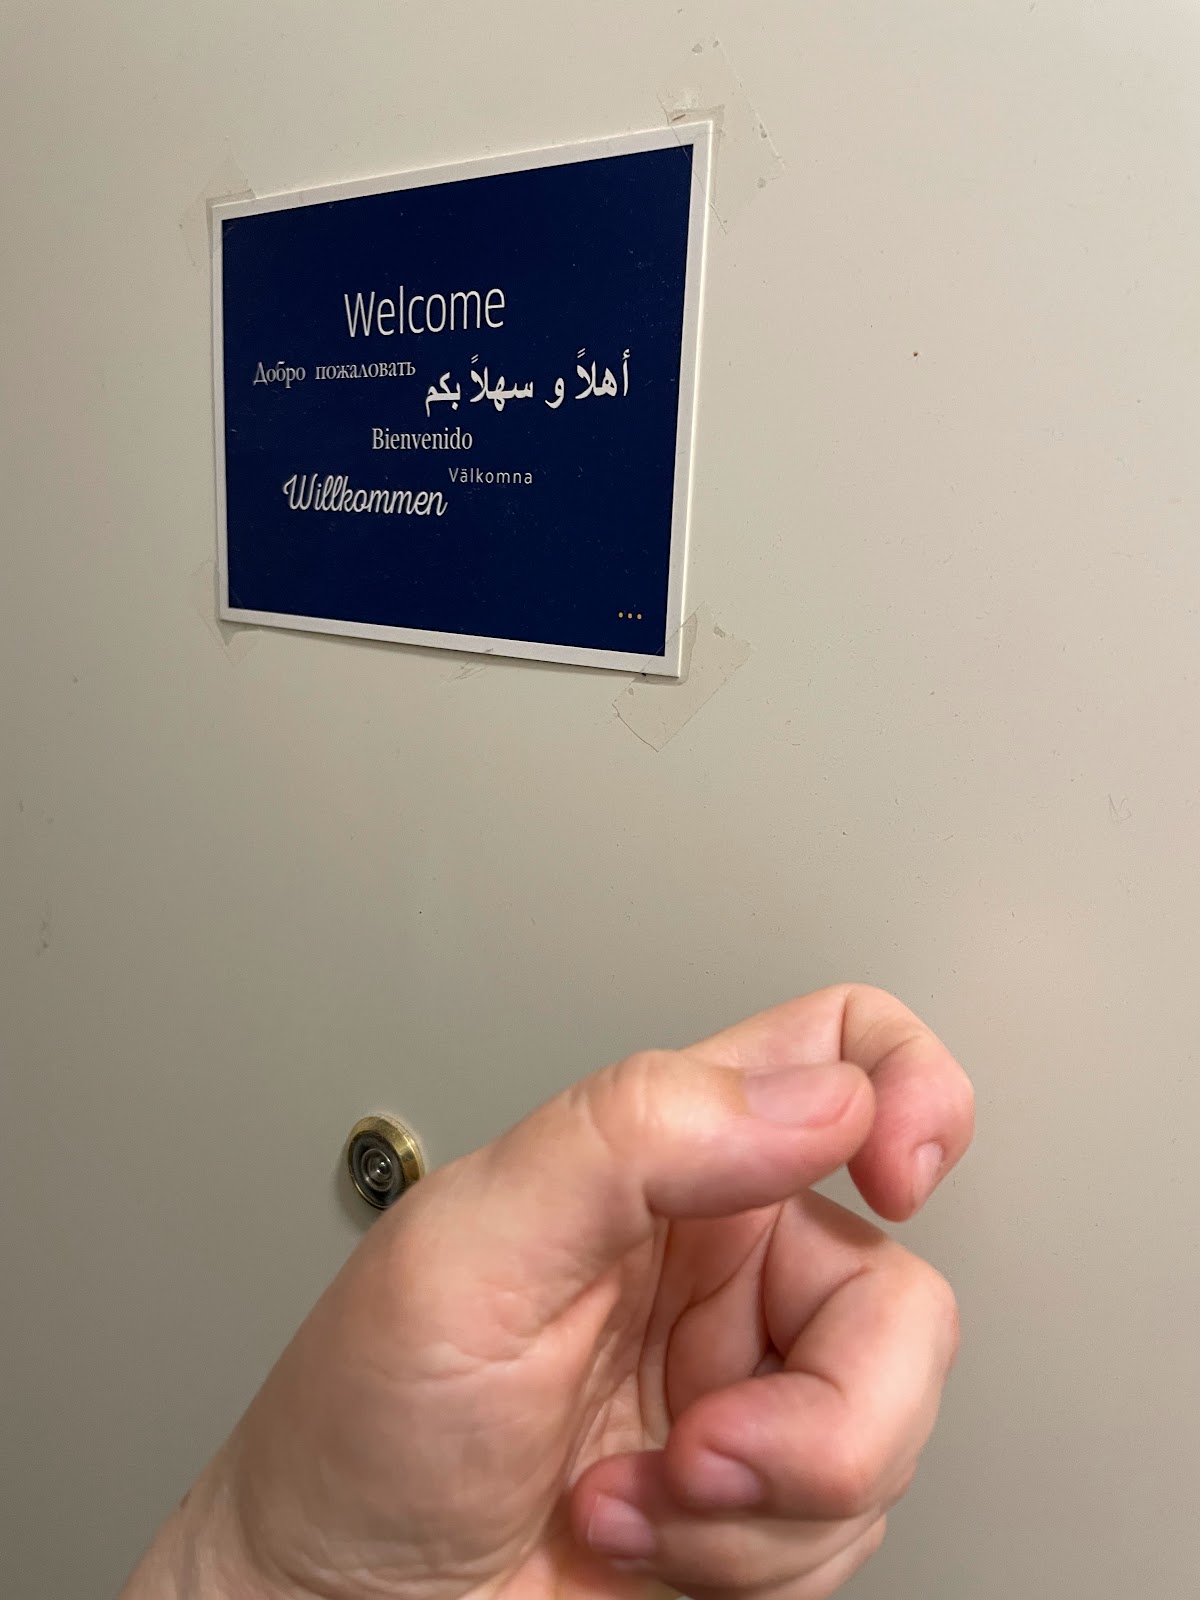 Welcome
Добро пожаловать
أهلاً و سهلاً بكم
Bienvenido
Välkomna
Willkommen
...